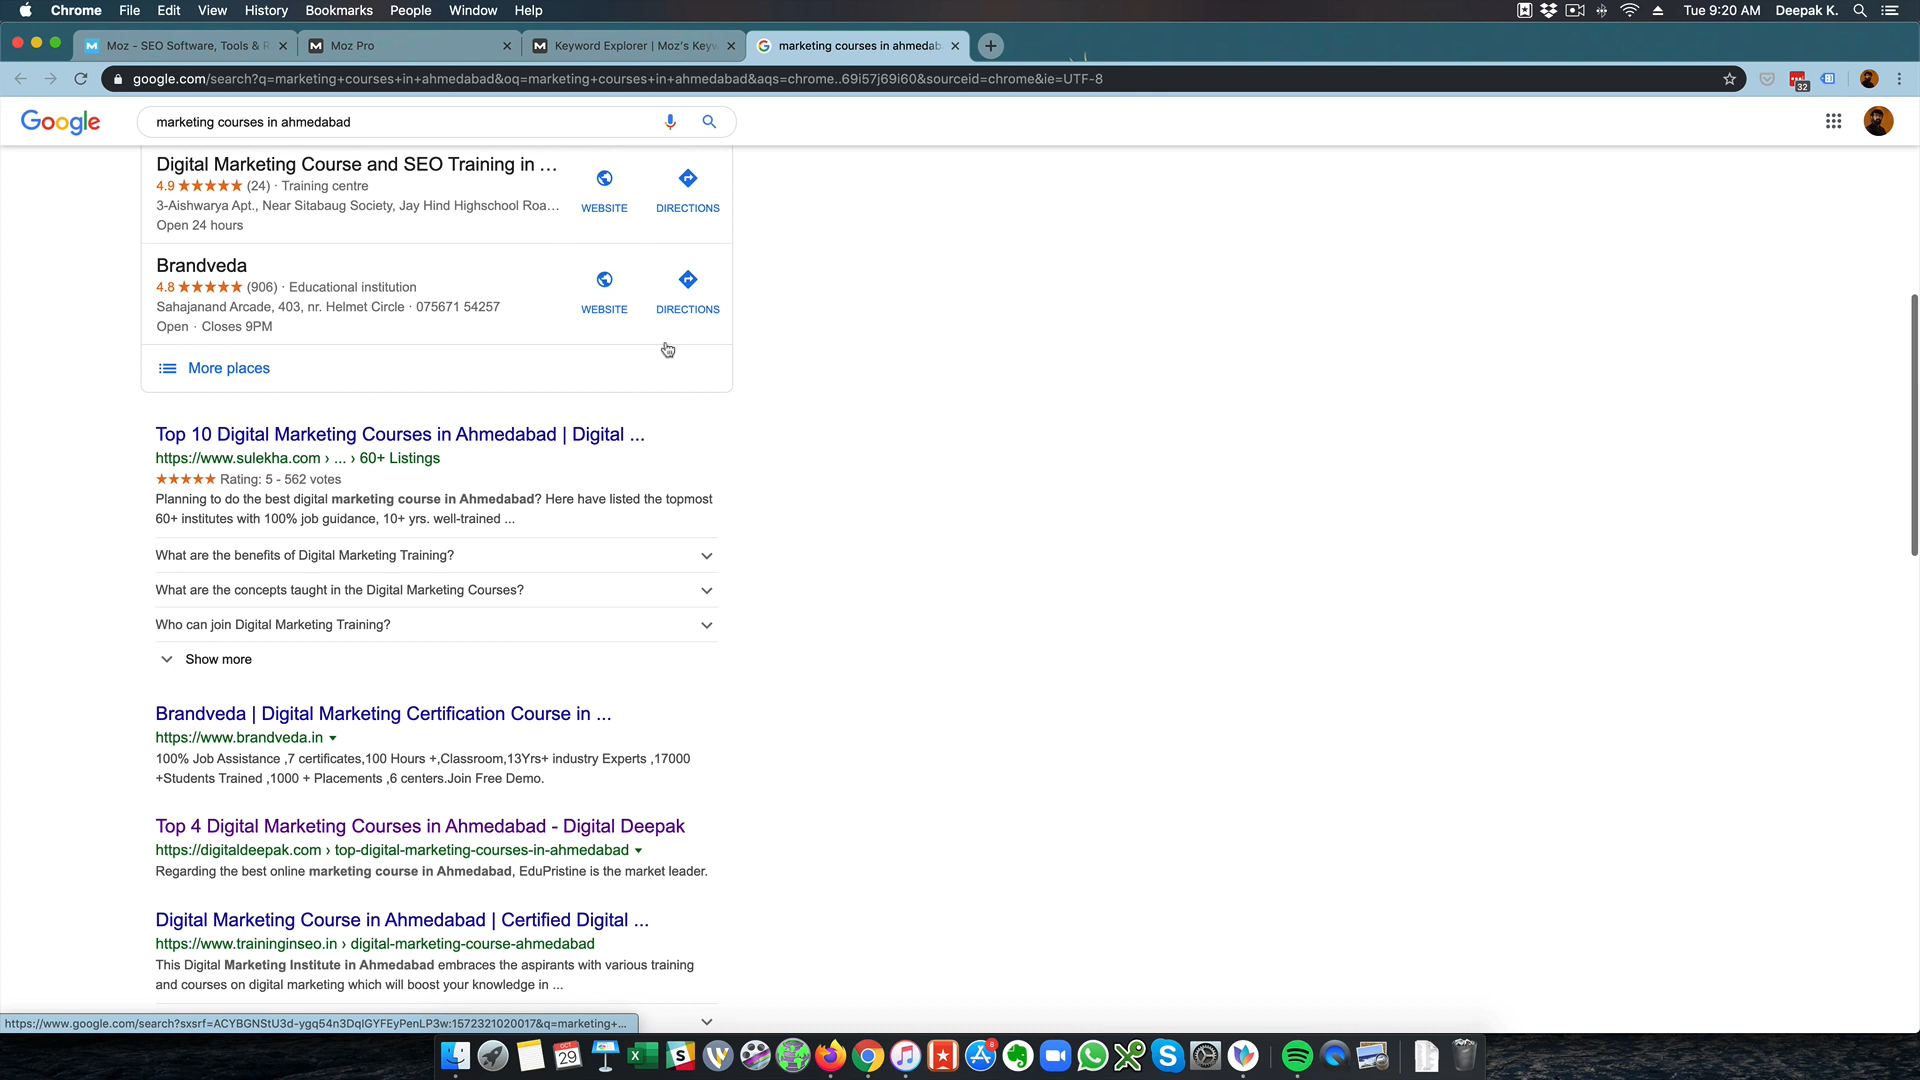 Chrome File Edit View History Bookmarks People Window Help Tue 9:20 AM Deepak K.
Moz - SEO Software, Tools & R Moz Pro Keyword Explorer | Moz's Keyw marketing courses in ahmedab
google.com/search?q=marketing+courses+in+ahmedabad&oq=marketing+courses+in+ahmedabad&aqs=chrome..69i57j69i60&sourceid=chrome&ie=UTF-8
32
Google marketing courses in ahmedabad
Digital Marketing Course and SEO Training in ...
4.9 (24) · Training centre
3-Aishwarya Apt., Near Sitabaug Society, Jay Hind Highschool Roa...
Open 24 hours
WEBSITE DIRECTIONS
Brandveda
4.8 (906) · Educational institution
Sahajanand Arcade, 403, nr. Helmet Circle · 075671 54257
Open · Closes 9PM
WEBSITE DIRECTIONS
More places
Top 10 Digital Marketing Courses in Ahmedabad | Digital ...
https://www.sulekha.com › ... › 60+ Listings
Rating: 5 - 562 votes
Planning to do the best digital marketing course in Ahmedabad? Here have listed the topmost
60+ institutes with 100% job guidance, 10+ yrs. well-trained ...
What are the benefits of Digital Marketing Training?
What are the concepts taught in the Digital Marketing Courses?
Who can join Digital Marketing Training?
Show more
Brandveda | Digital Marketing Certification Course in ...
https://www.brandveda.in
100% Job Assistance ,7 certificates,100 Hours +,Classroom,13Yrs+ industry Experts ,17000
+Students Trained ,1000 + Placements ,6 centers.Join Free Demo.
Top 4 Digital Marketing Courses in Ahmedabad - Digital Deepak
https://digitaldeepak.com › top-digital-marketing-courses-in-ahmedabad
Regarding the best online marketing course in Ahmedabad, EduPristine is the market leader.
Digital Marketing Course in Ahmedabad | Certified Digital ...
https://www.traininginseo.in › digital-marketing-course-ahmedabad
This Digital Marketing Institute in Ahmedabad embraces the aspirants with various training
and courses on digital marketing which will boost your knowledge in ...
https://www.google.com/search?sxsrf=ACYBGNStU3d-ygq54n3DqIGYFEyPenLP3w:1572321020017&q=marketing+...
OCT
29
8